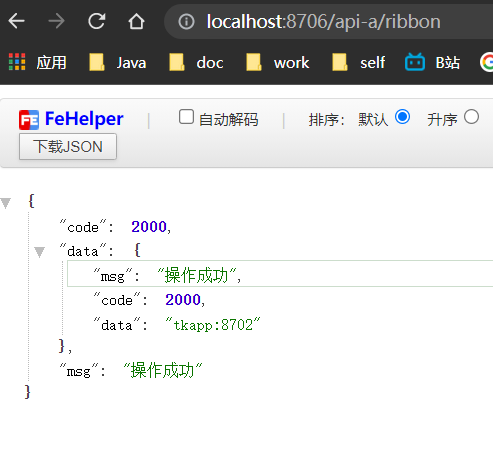 localhost:8706/api-a/ribbon
应用 Java doc work self B站
FeHelper | 自动解码 | 排序： 默认 升序
下载JSON
{
"code": 2000,
"data": {
"msg": "操作成功",
"code": 2000,
"data": "tkapp:8702"
},
"msg": "操作成功"
}